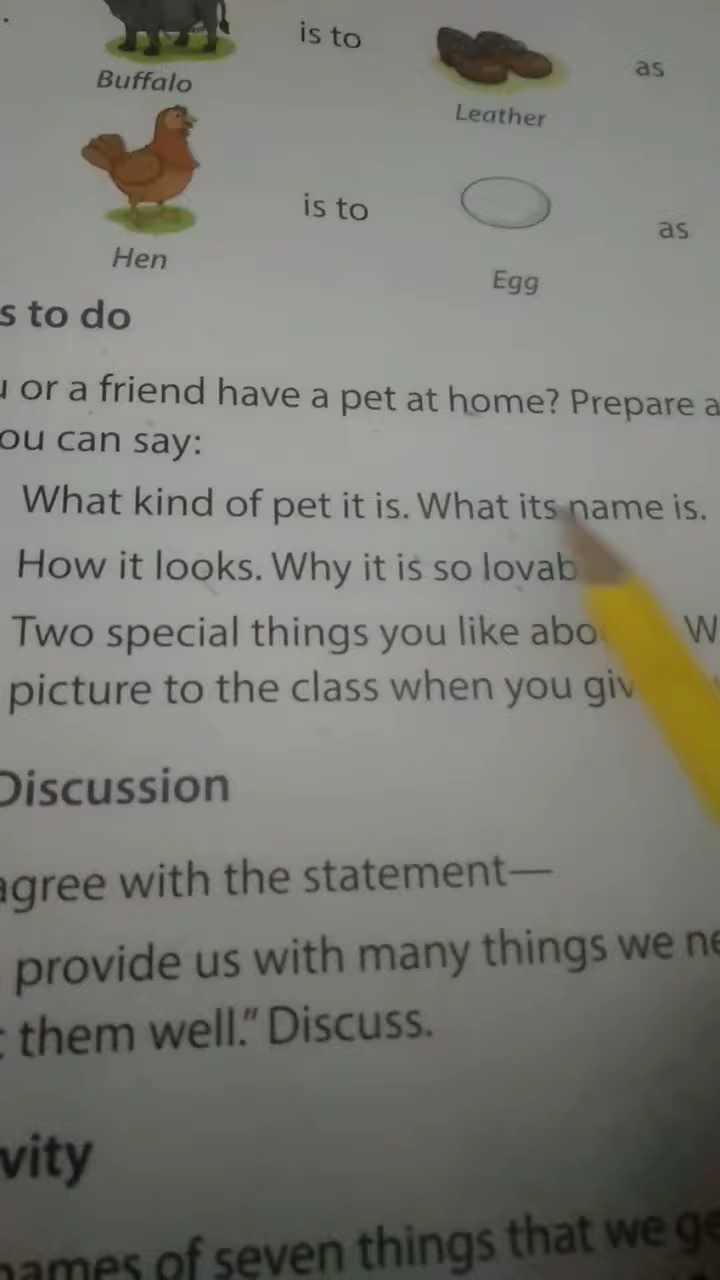 is to
as
Buffalo
Leather
is to
as
Hen
Egg
s to do
or a friend have a pet at home? Prepare a
ou can say:
What kind of pet it is. What its name is.
How it looks. Why it is so lovab
Two special things you like abo W
picture to the class when you giv
Discussion
agree with the statement—
provide us with many things we ne
them well." Discuss.
vity
names of seven things that we ge